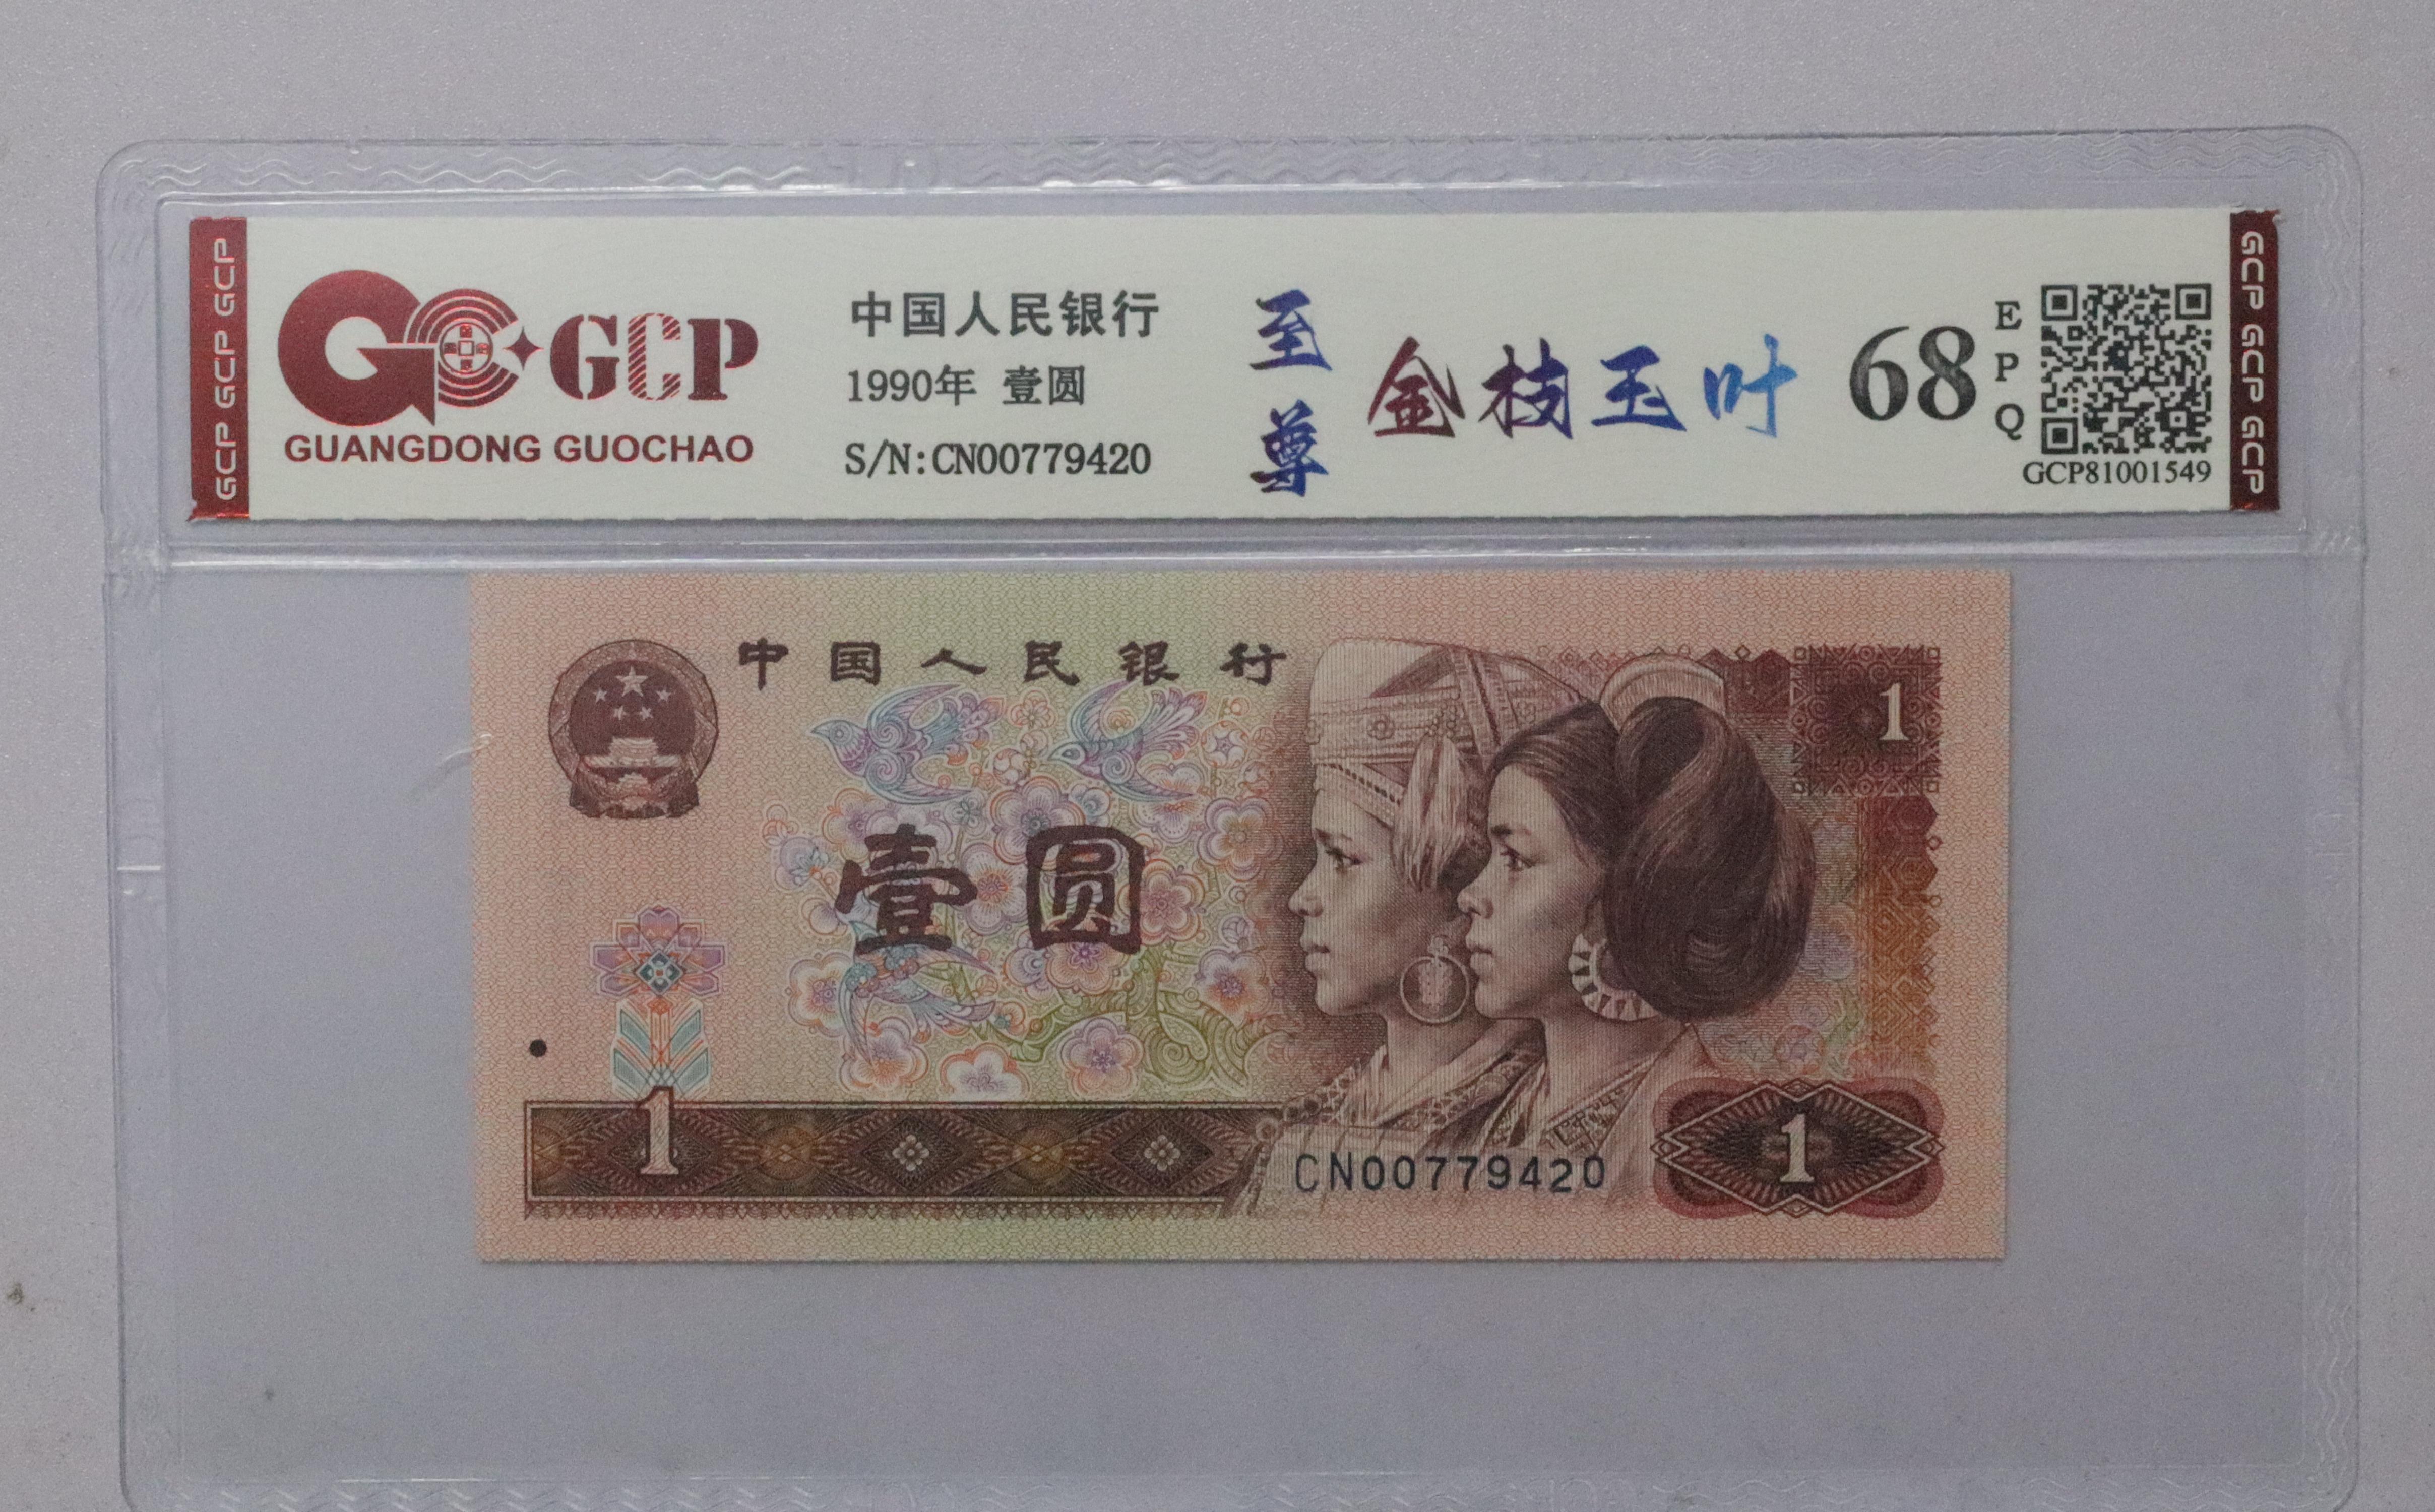 GCP GCP GCP
GCP
GUANGDONG GUOCHAO
中国人民银行
1990年 壹圆
S/N:CN00779420
至尊
金枝玉叶
68
EPQ
GCP81001549
GCP GCP GCP
中国人民银行
1
壹圆
1
CN00779420
1